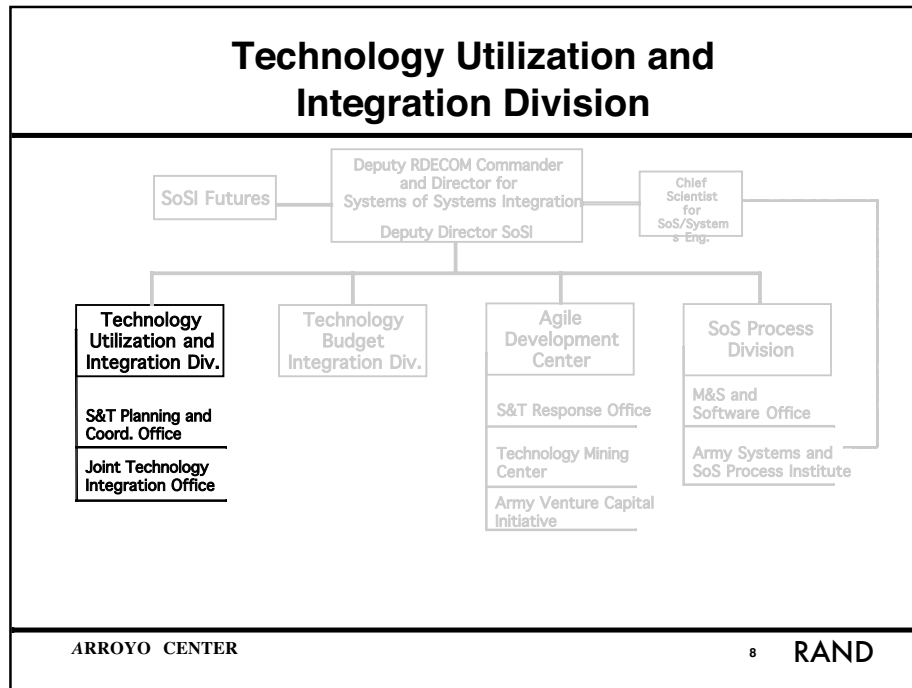 Technology Utilization and
Integration Division
Deputy RDECOM Commander
and Director for
Systems of Systems Integration
Deputy Director SoSI
SoSI Futures
Chief
Scientist
for
SoS/System
s Eng.
Technology
Utilization and
Integration Div.
S&T Planning and
Coord. Office
Joint Technology
Integration Office
Technology
Budget
Integration Div.
Agile
Development
Center
S&T Response Office
Technology Mining
Center
Army Venture Capital
Initiative
SoS Process
Division
M&S and
Software Office
Army Systems and
SoS Process Institute
ARROYO CENTER
8
RAND